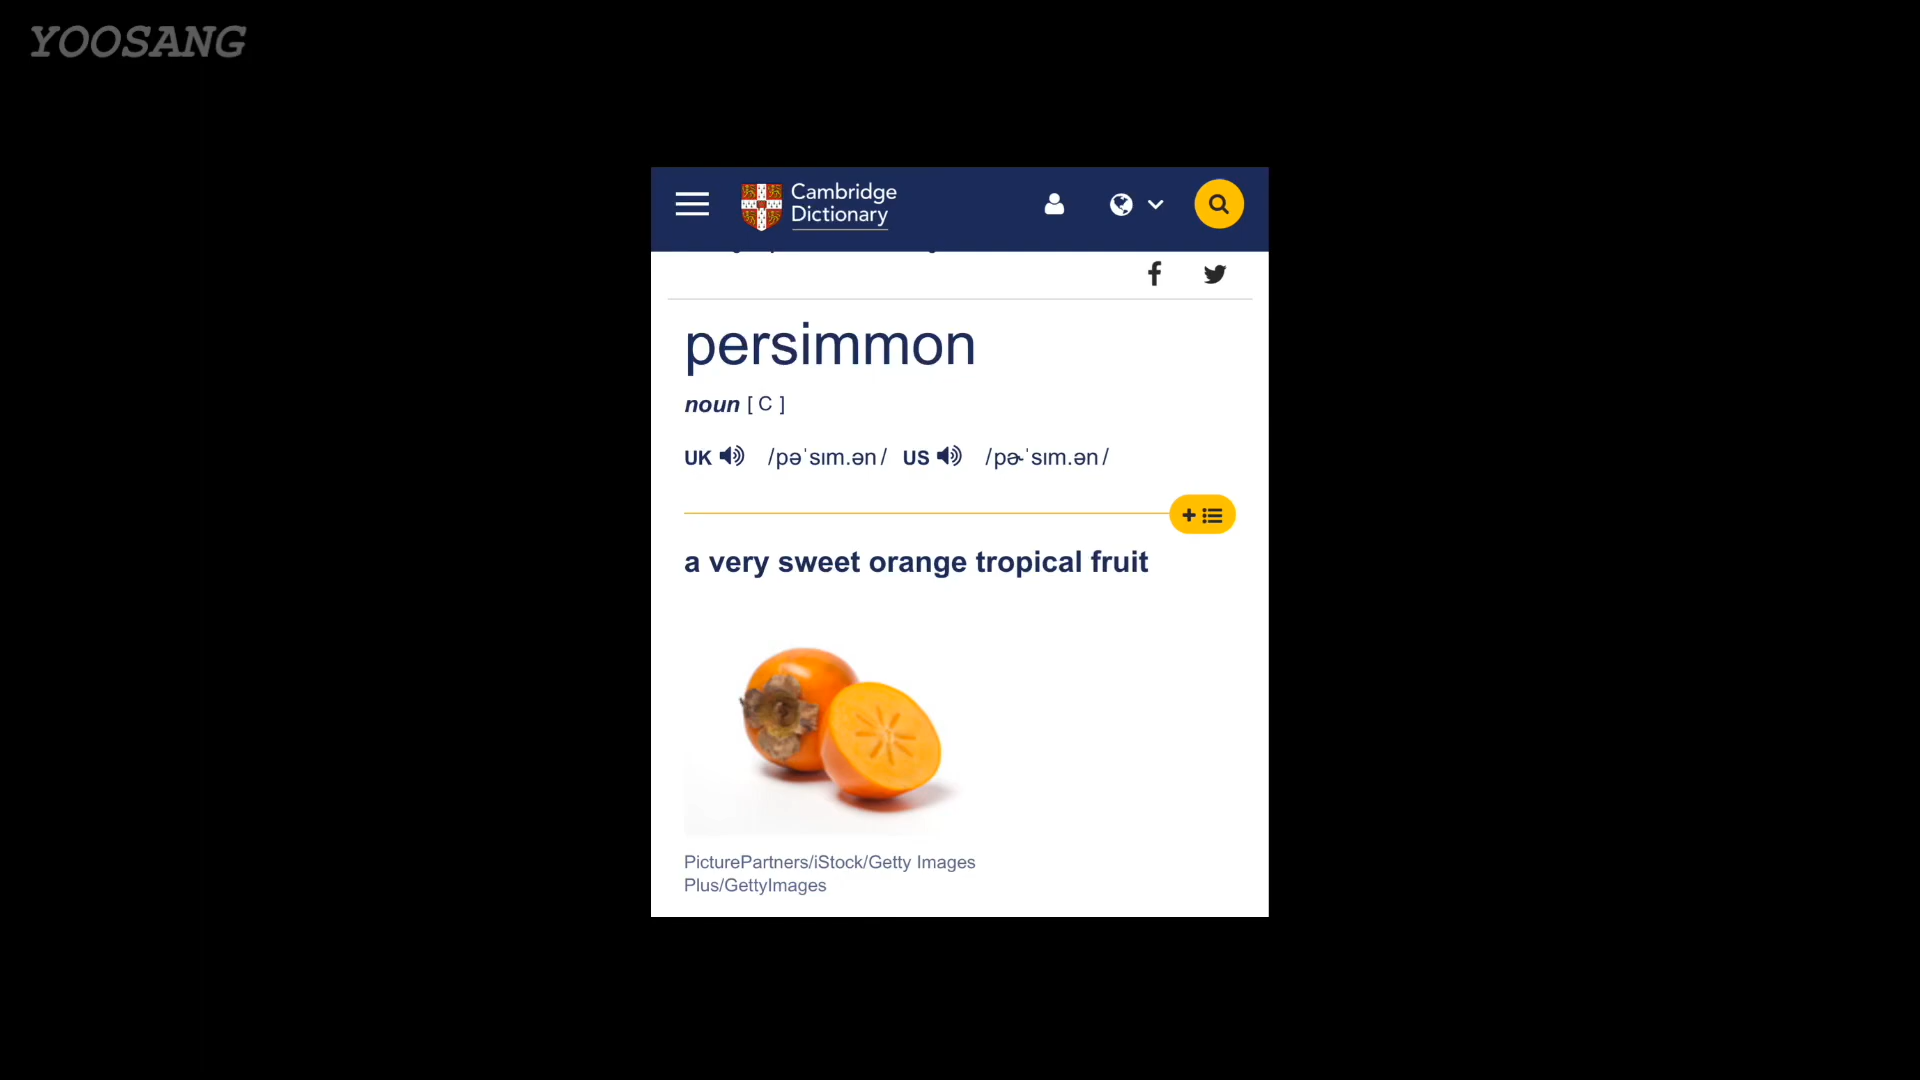 YOOSANG
Cambridge
Dictionary
persimmon
noun [ C ]
UK /pəˈsɪm.ən/ US /pɚˈsɪm.ən/
a very sweet orange tropical fruit
PicturePartners/iStock/Getty Images
Plus/GettyImages